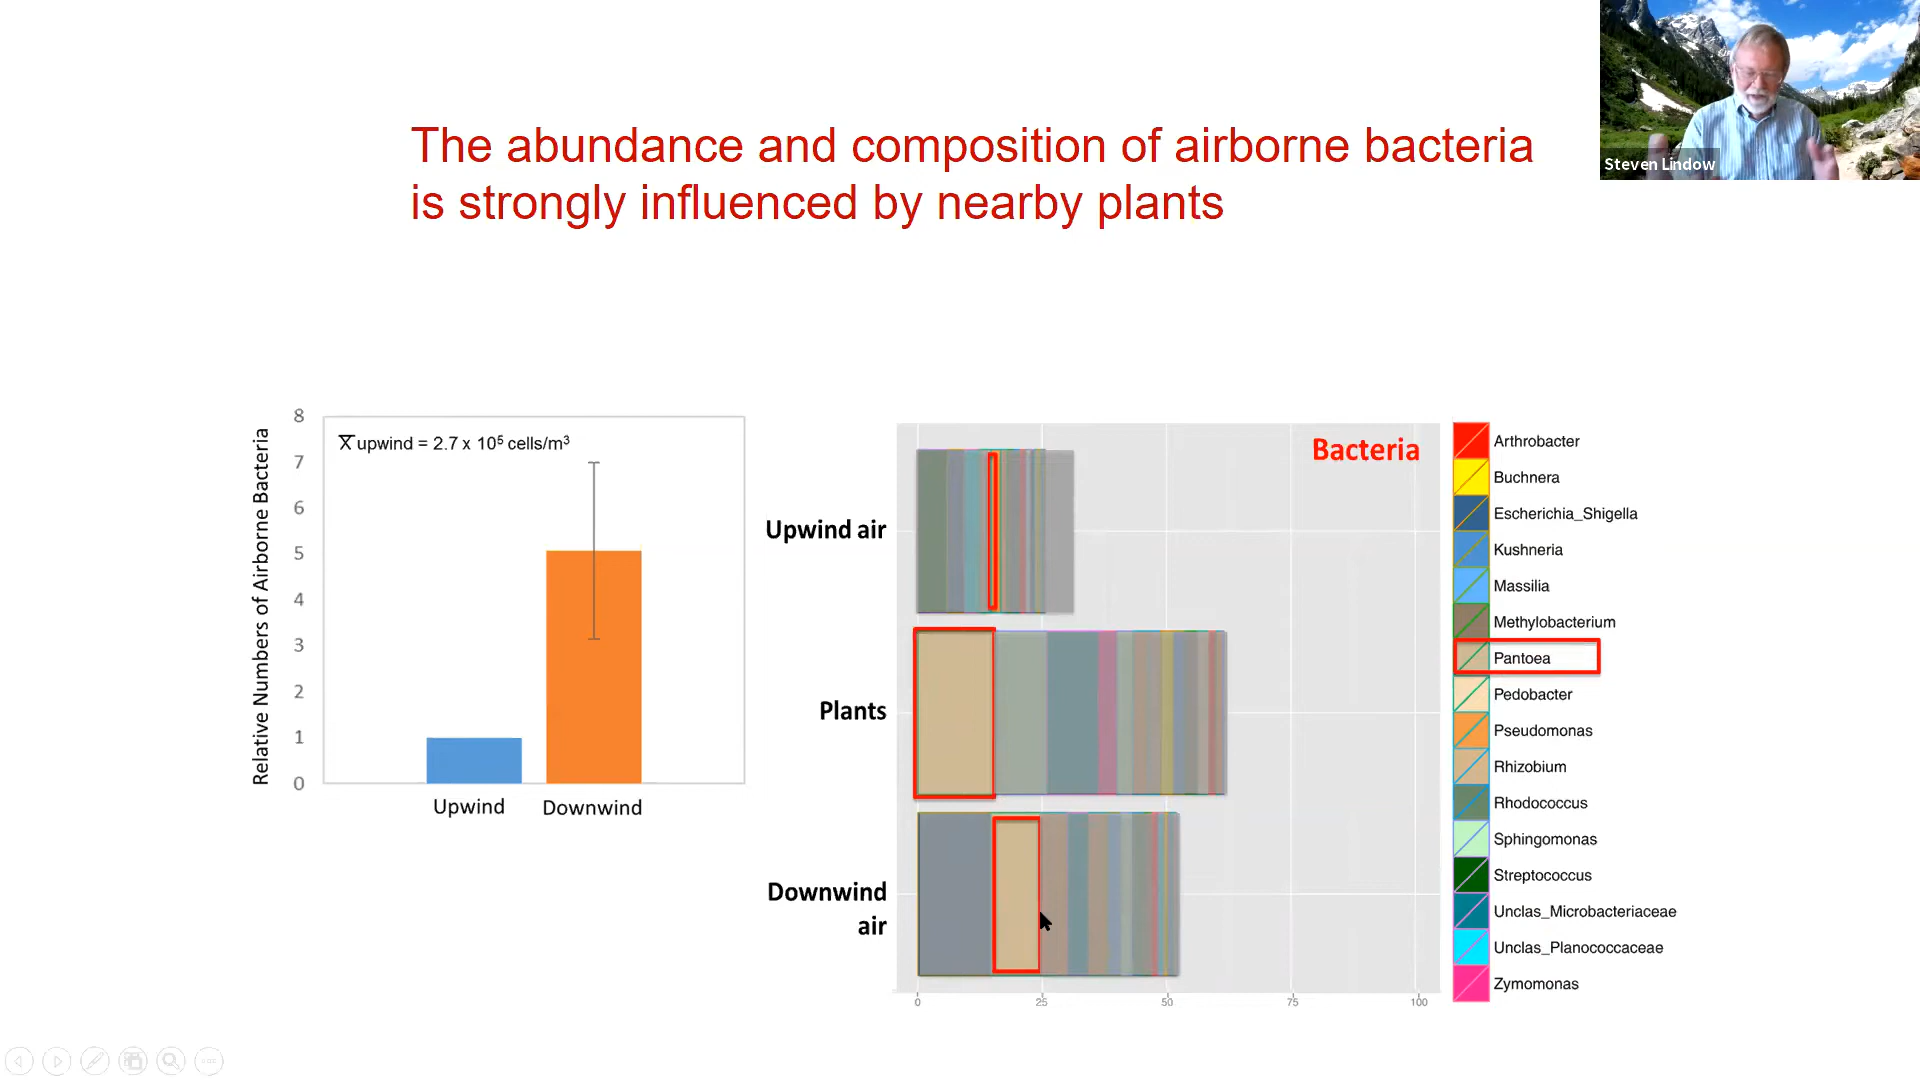 Steven Lindow
The abundance and composition of airborne bacteria
is strongly influenced by nearby plants
Relative Numbers of Airborne Bacteria
8
7
6
5
4
3
2
1
0
X̅ upwind = 2.7 x 10⁵ cells/m³
Upwind
Downwind
Bacteria
Upwind air
Plants
Downwind
air
0
25
50
75
100
Arthrobacter
Buchnera
Escherichia_Shigella
Kushneria
Massilia
Methylobacterium
Pantoea
Pedobacter
Pseudomonas
Rhizobium
Rhodococcus
Sphingomonas
Streptococcus
Unclas_Microbacteriaceae
Unclas_Planococcaceae
Zymomonas